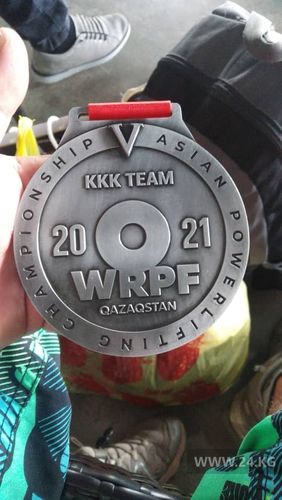 CHAMPIONSHIP V ASIAN POWERLIFTING
KKK TEAM
20 21
WRPF
QAZAQSTAN
WWW.24.KG